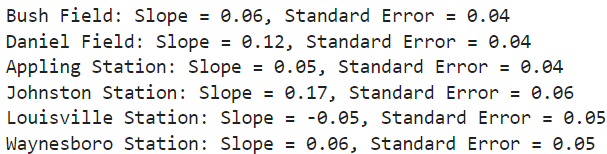 Bush Field: Slope = 0.06, Standard Error = 0.04
Daniel Field: Slope = 0.12, Standard Error = 0.04
Appling Station: Slope = 0.05, Standard Error = 0.04
Johnston Station: Slope = 0.17, Standard Error = 0.06
Louisville Station: Slope = -0.05, Standard Error = 0.05
Waynesboro Station: Slope = 0.06, Standard Error = 0.05